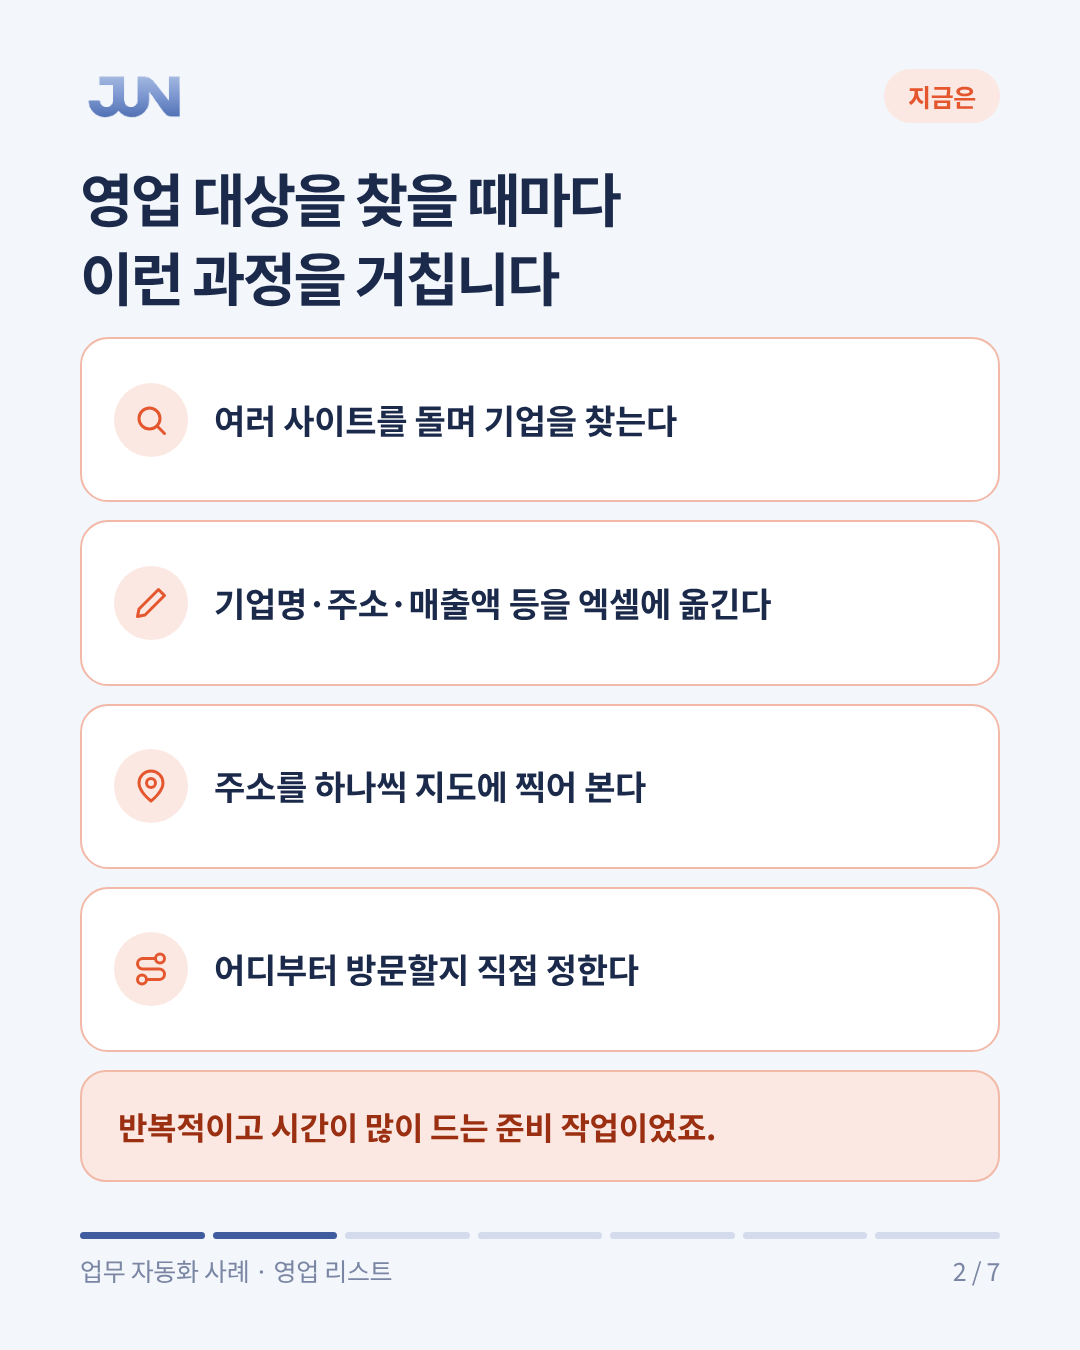 JUN
지금은
영업 대상을 찾을 때마다
이런 과정을 거칩니다
여러 사이트를 돌며 기업을 찾는다
기업명·주소·매출액 등을 엑셀에 옮긴다
주소를 하나씩 지도에 찍어 본다
어디부터 방문할지 직접 정한다
반복적이고 시간이 많이 드는 준비 작업이었죠.
업무 자동화 사례 · 영업 리스트
2 / 7